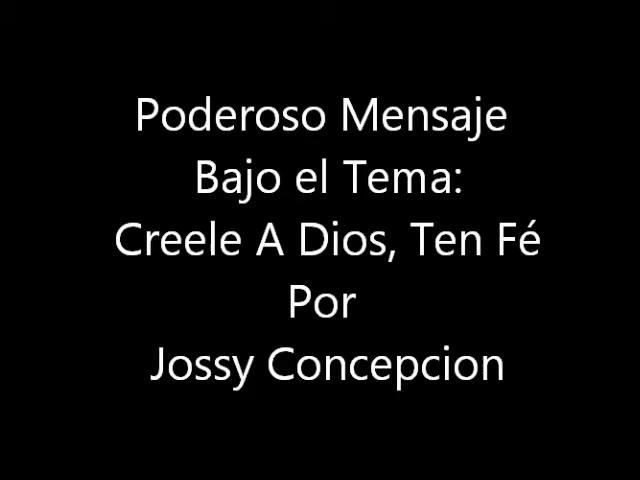 Poderoso Mensaje
Bajo el Tema:
Creele A Dios, Ten Fé
Por
Jossy Concepcion